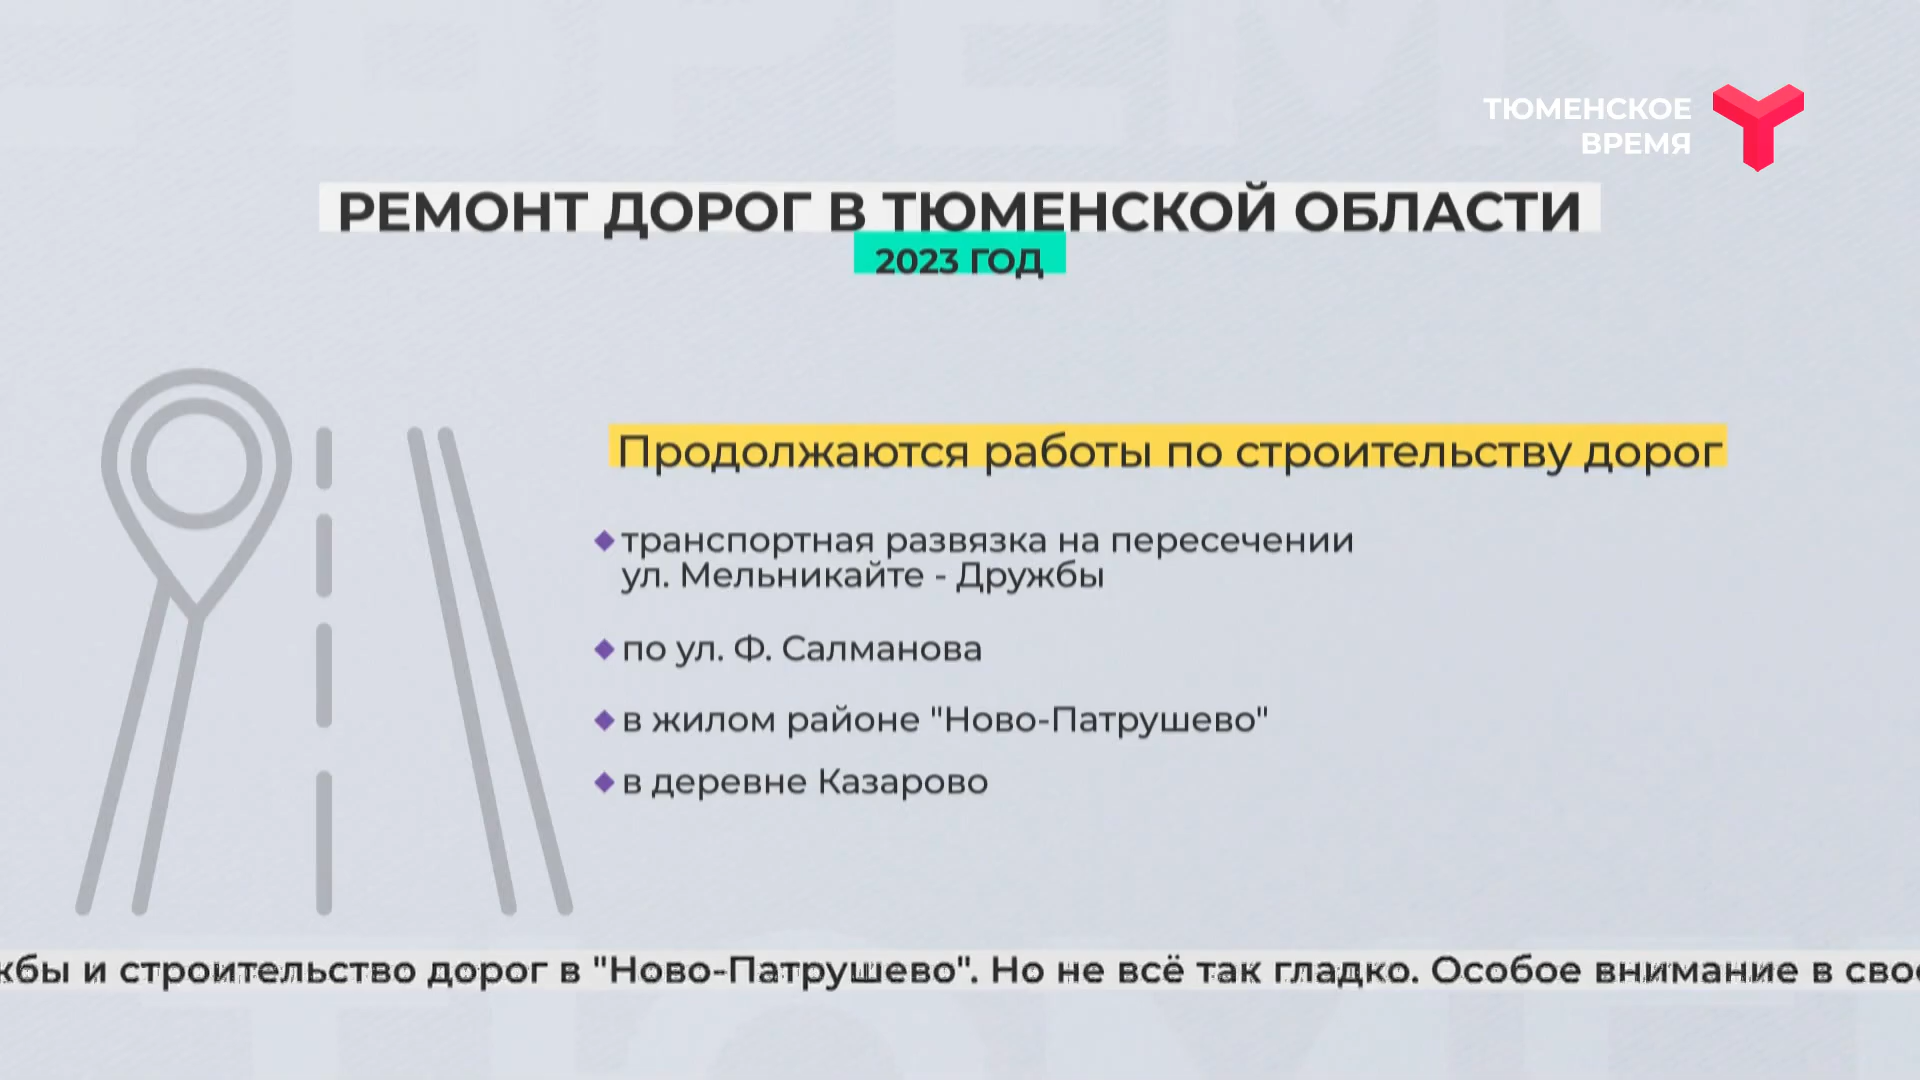 ТЮМЕНСКОЕ
ВРЕМЯ
РЕМОНТ ДОРОГ В ТЮМЕНСКОЙ ОБЛАСТИ
2023 ГОД
Продолжаются работы по строительству дорог
транспортная развязка на пересечении
ул. Мельникайте - Дружбы
по ул. Ф. Салманова
в жилом районе "Ново-Патрушево"
в деревне Казарово
и строительство дорог в "Ново-Патрушево". Но не всё так гладко. Особое внимание в